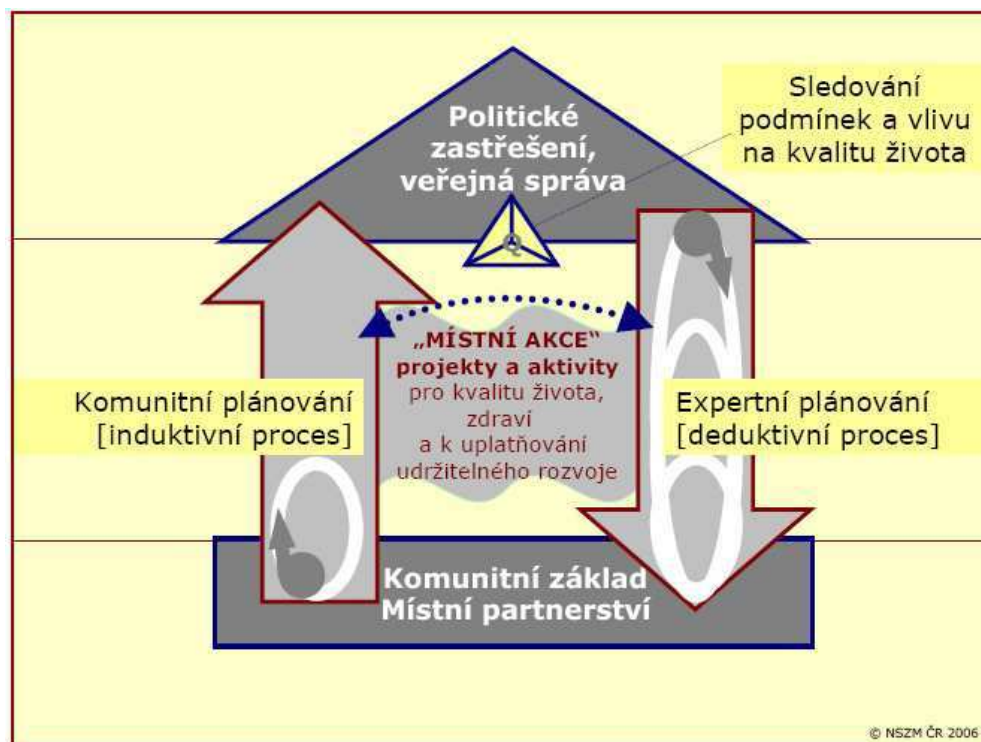 Politické
zastřešení,
veřejná správa
Sledování
podmínek a vlivu
na kvalitu života
Q
„MÍSTNÍ AKCE“
projekty a aktivity
pro kvalitu života,
zdraví
a k uplatňování
udržitelného rozvoje
Komunitní plánování
[induktivní proces]
Expertní plánování
[deduktivní proces]
Komunitní základ
Místní partnerství
© NSZM ČR 2006